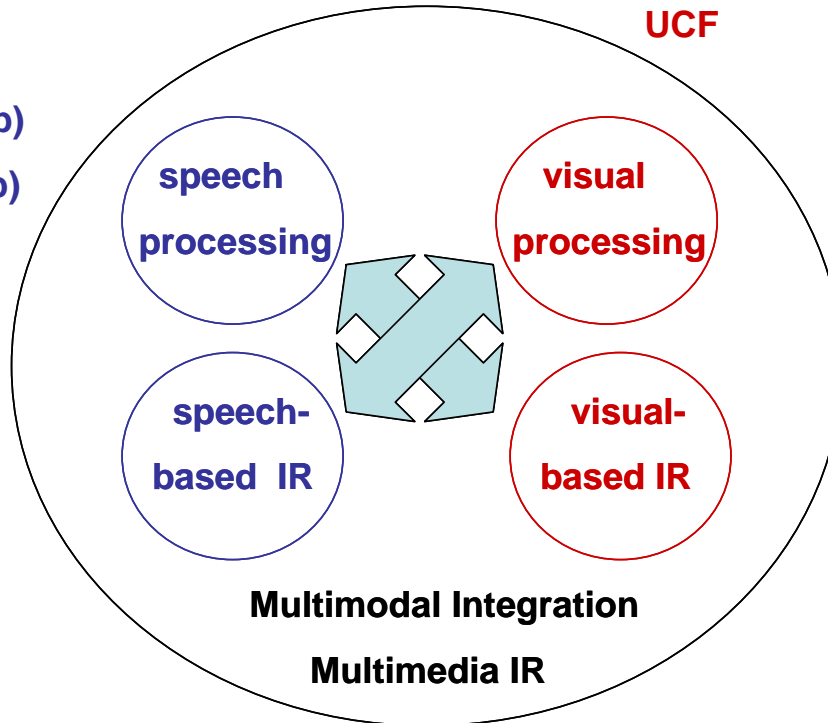 UCF
speech
processing
visual
processing
speech-
based IR
visual-
based IR
Multimodal Integration
Multimedia IR